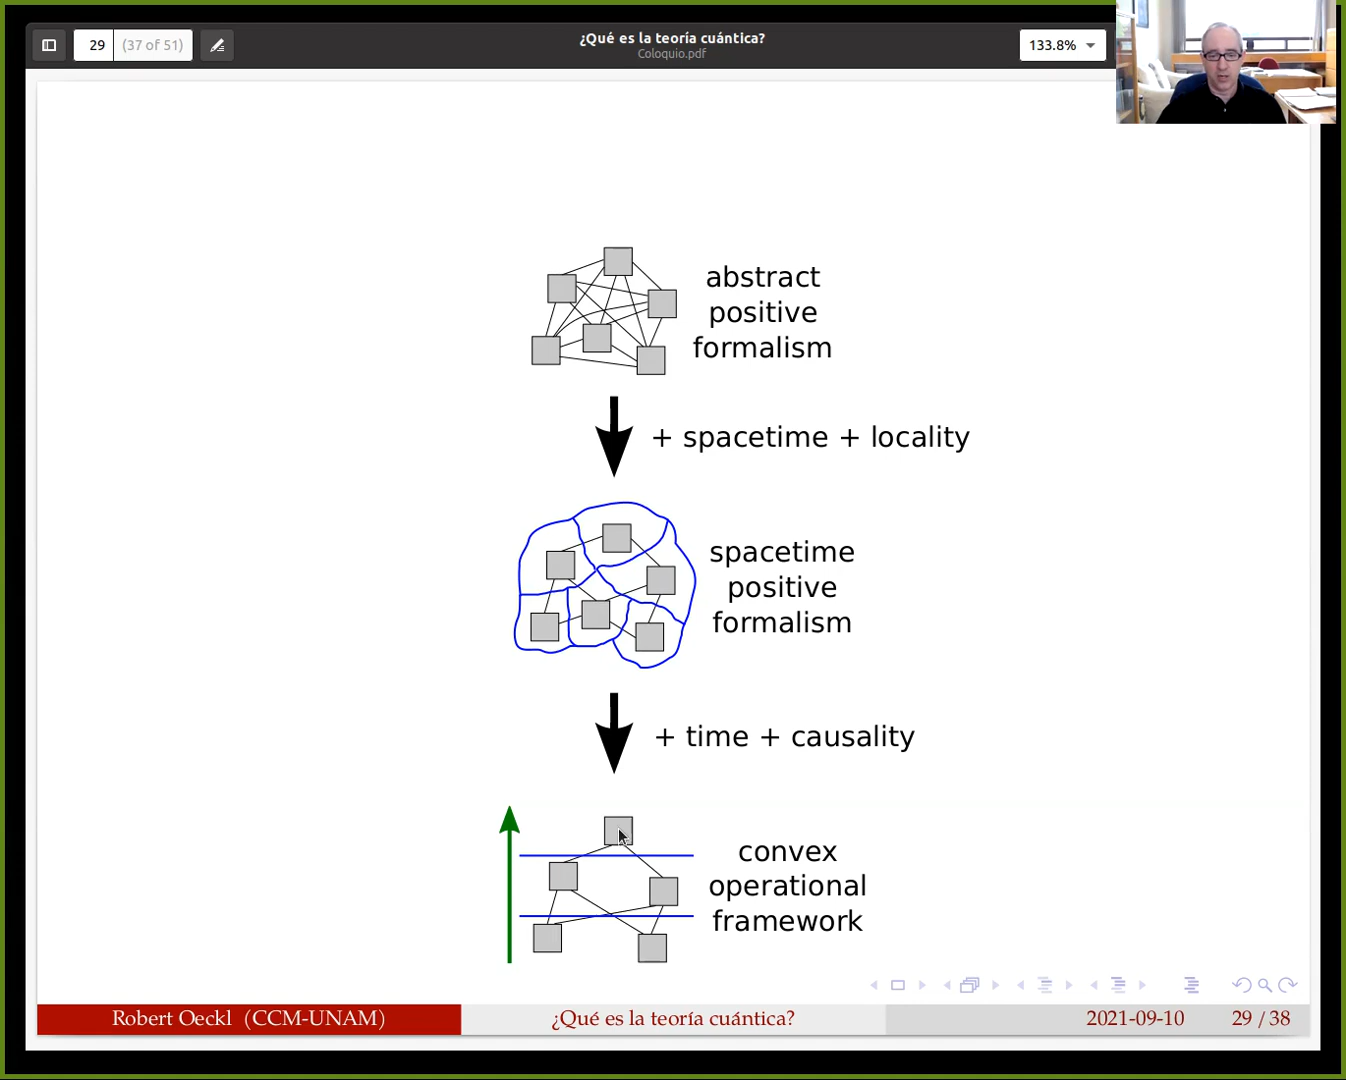 29 (37 of 51)
¿Qué es la teoría cuántica?
Coloquio.pdf
133.8%
abstract
positive
formalism
+ spacetime + locality
spacetime
positive
formalism
+ time + causality
convex
operational
framework
Robert Oeckl (CCM-UNAM)
¿Qué es la teoría cuántica?
2021-09-10
29 / 38